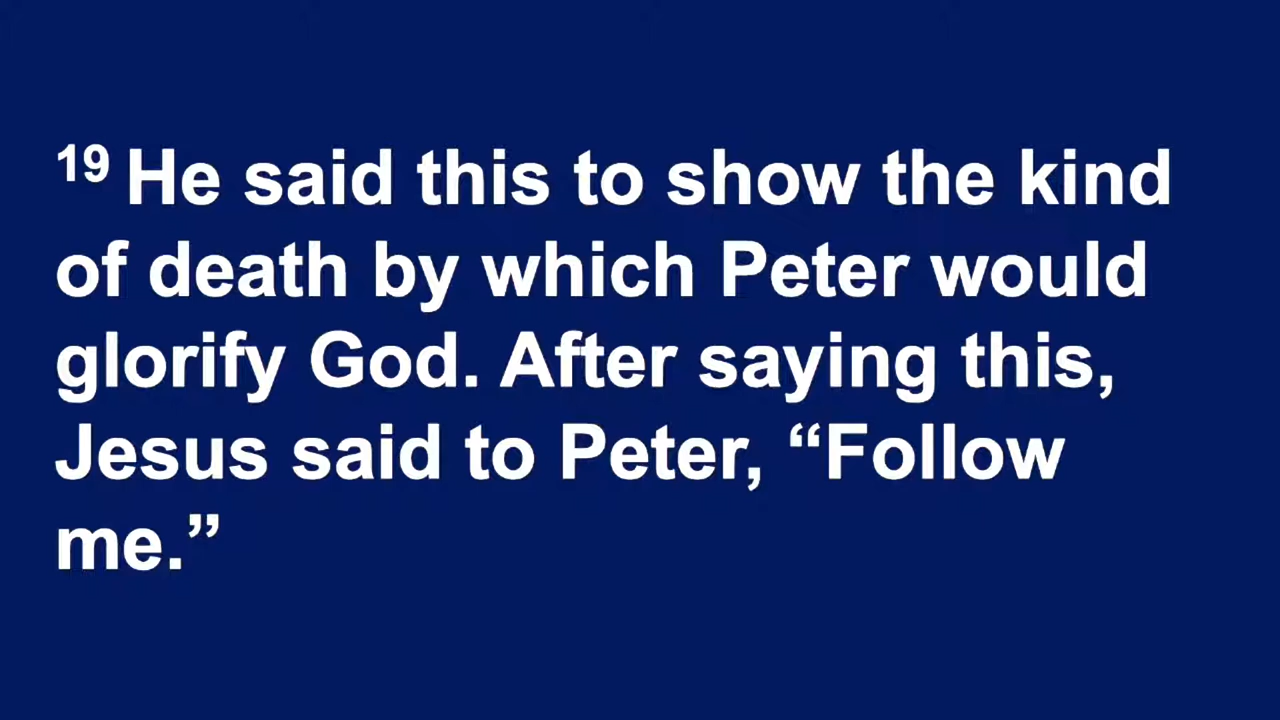 19 He said this to show the kind
of death by which Peter would
glorify God. After saying this,
Jesus said to Peter, “Follow
me.”